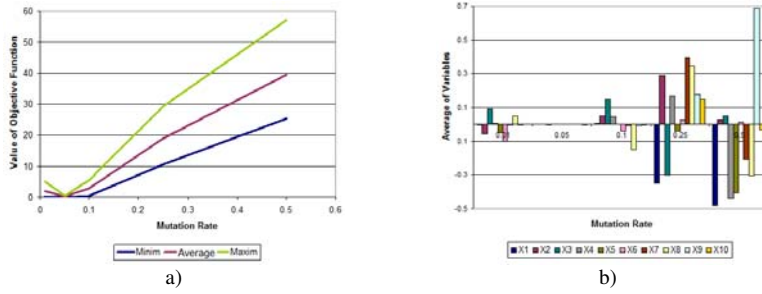 60
50
40
30
20
10
0
Value of Objective Function
0 0.1 0.2 0.3 0.4 0.5 0.6
Mutation Rate
Minim Average Maxim
a)
0.7
0.5
0.3
0.1
-0.1
-0.3
-0.5
Average of Variables
0.05 0.1 0.25
Mutation Rate
X1 X2 X3 X4 X5 X6 X7 X8 X9 X10
b)